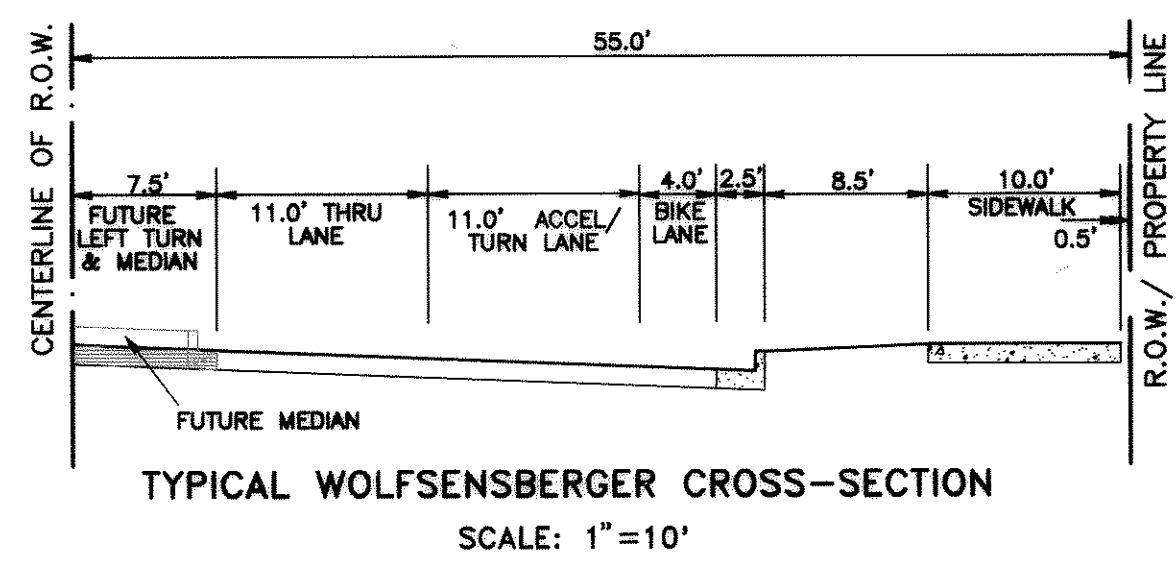 55.0'
CENTERLINE OF R.O.W.
R.O.W./ PROPERTY LINE
7.5'
FUTURE
LEFT TURN
& MEDIAN
11.0' THRU
LANE
11.0' ACCEL/
TURN LANE
4.0'
BIKE
LANE
2.5'
8.5'
10.0'
SIDEWALK
0.5'
FUTURE MEDIAN
TYPICAL WOLFSENSBERGER CROSS-SECTION
SCALE: 1"=10'